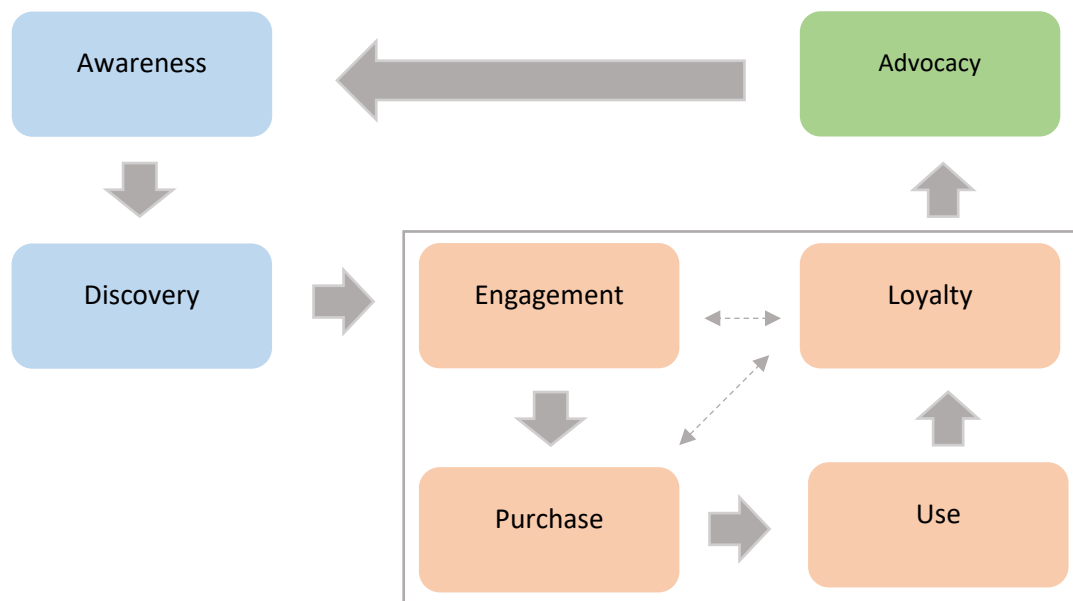 Awareness
Advocacy
Discovery
Engagement
Loyalty
Purchase
Use